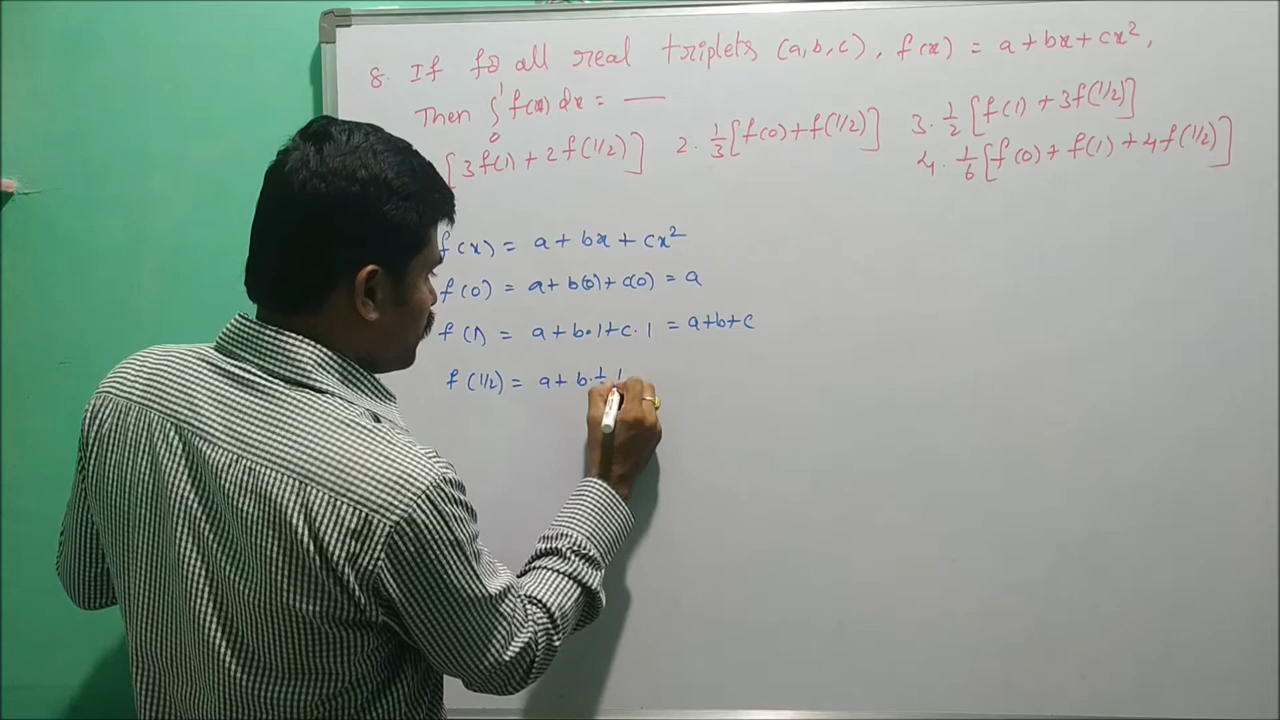 8. If for all real triplets (a,b,c), f(x) = a+bx+cx²,
Then ∫₀¹ f(x) dx = ___
[3f(1) + 2f(1/2)] 2. 1/3[f(0)+f(1/2)] 3. 1/2[f(1) + 3f(1/2)]
4. 1/6[f(0) + f(1) + 4f(1/2)]
f(x) = a + bx + cx²
f(0) = a + b(0) + c(0) = a
f(1) = a + b·1 + c·1 = a+b+c
f(1/2) = a + b·1/